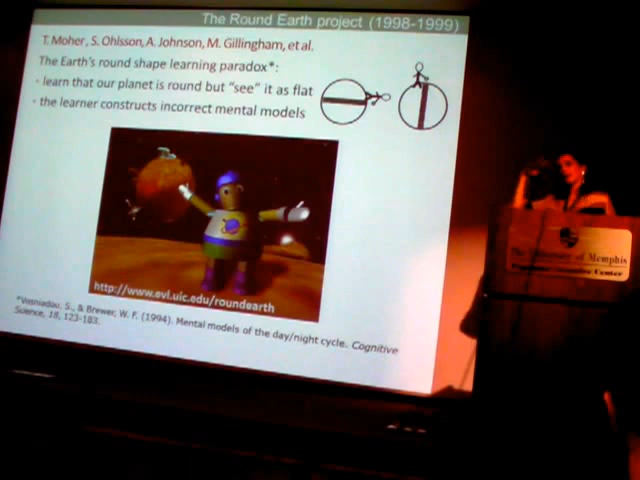 The Round Earth project (1998-1999)
T. Moher, S. Ohlsson, A. Johnson, M. Gillingham, et al.
The Earth's round shape learning paradox*:
- learn that our planet is round but "see" it as flat
- the learner constructs incorrect mental models
http://www.evl.uic.edu/roundearth
*Vosniadou, S., & Brewer, W. F. (1994). Mental models of the day/night cycle. Cognitive
Science, 18, 123-183.
The University of Memphis
Center